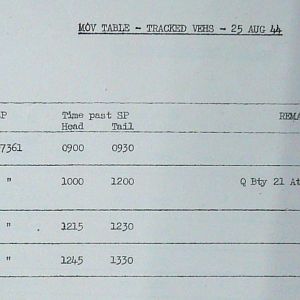 MOV TABLE - TRACKED VEHS - 25 AUG 44
P Time past SP REMA
Head Tail
7361 0900 0930
" 1000 1200 Q Bty 21 At
" 1215 1230
" 1245 1330